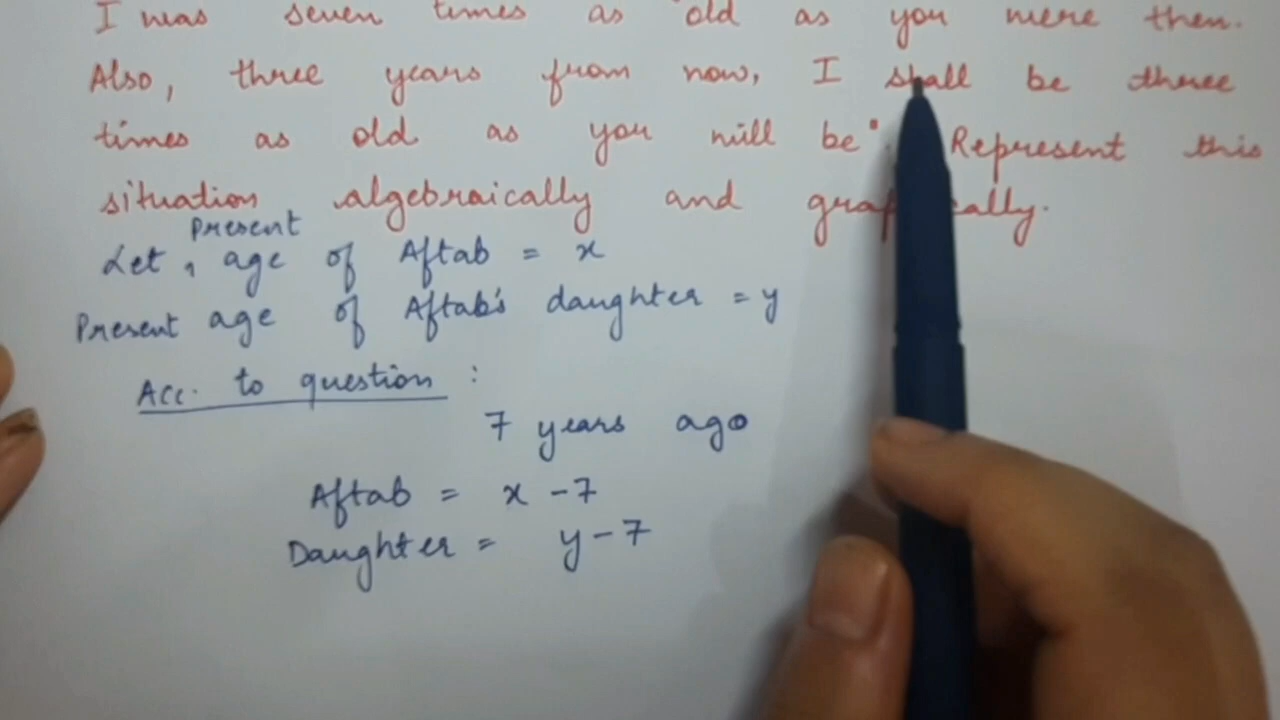 I was seven times as old as you were then.
Also, three years from now, I shall be three
times as old as you will be". Represent this
situation algebraically and graphically.
Let, Present age of Aftab = x
Present age of Aftab's daughter = y
Acc. to question :
7 years ago
Aftab = x - 7
Daughter = y - 7